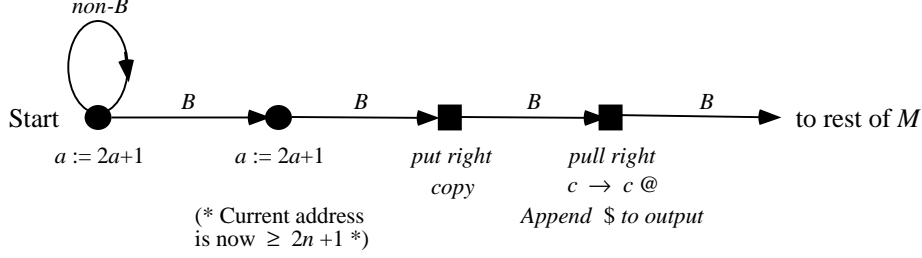 non-B
B B B B
Start to rest of M
a := 2a+1 a := 2a+1 put right pull right
copy c → c @
(* Current address Append $ to output
is now ≥ 2n +1 *)